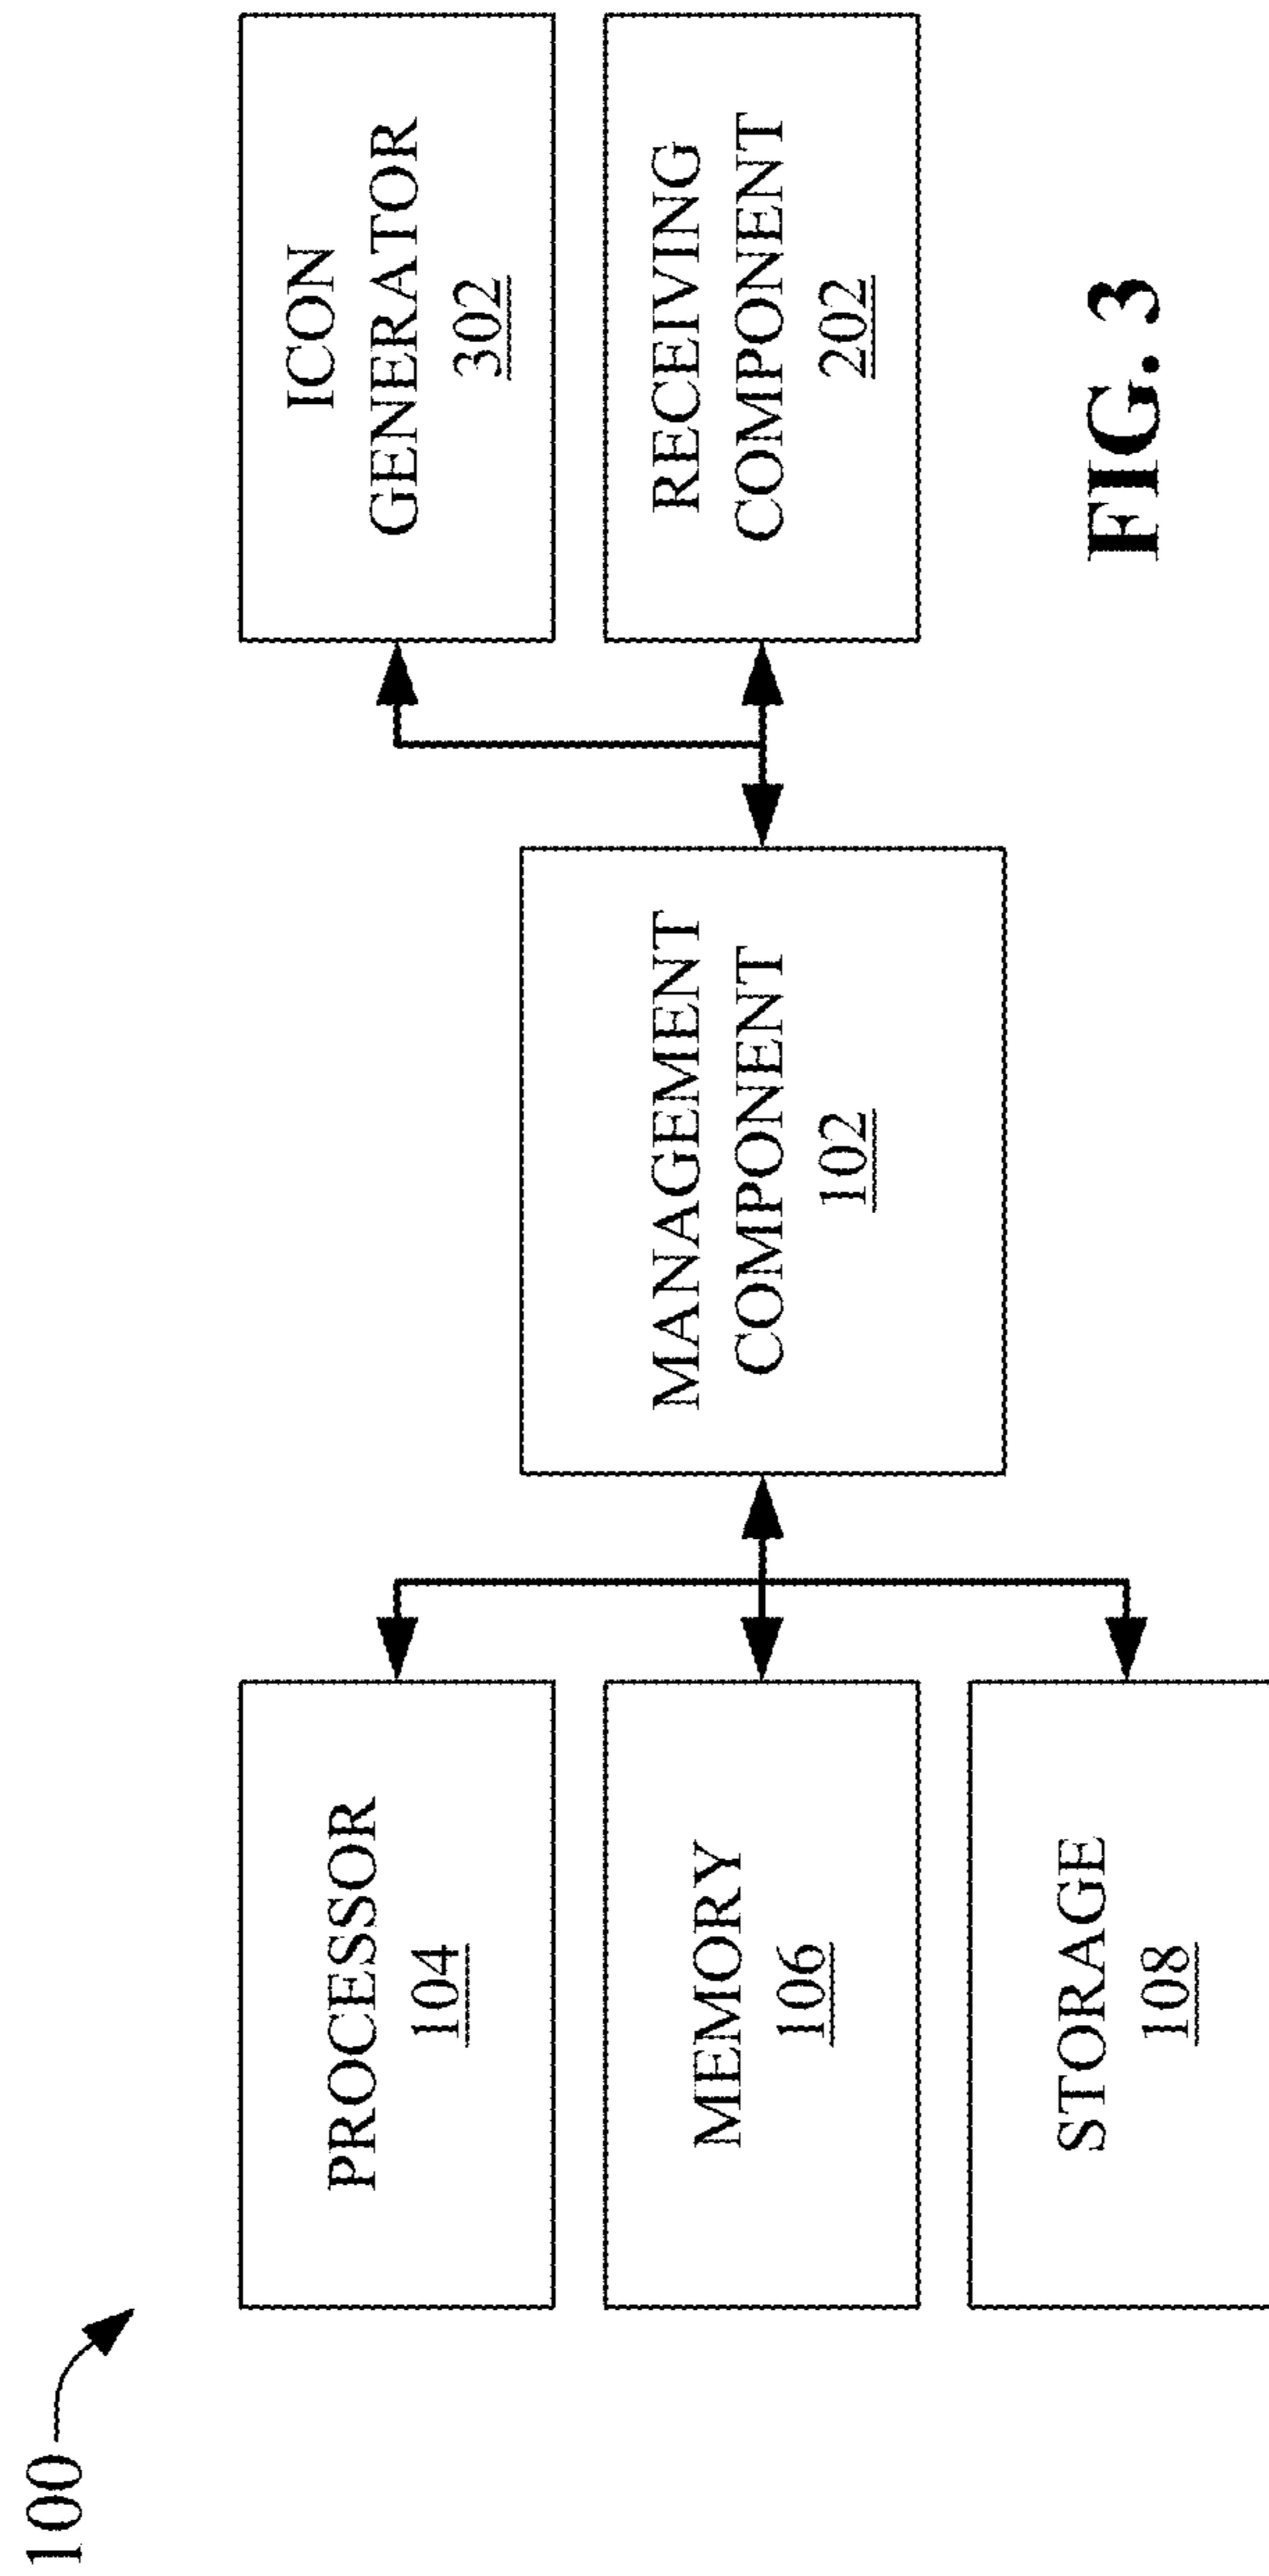 100
PROCESSOR
104
MEMORY
106
STORAGE
108
MANAGEMENT
COMPONENT
102
ICON
GENERATOR
302
RECEIVING
COMPONENT
202
FIG. 3